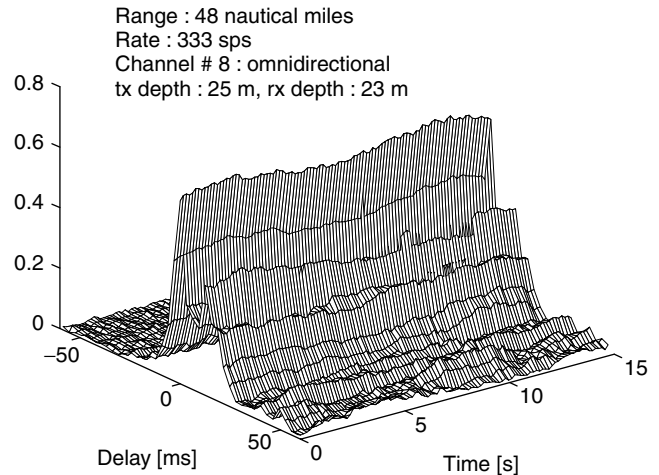 Range : 48 nautical miles
Rate : 333 sps
Channel # 8 : omnidirectional
tx depth : 25 m, rx depth : 23 m
0.8
0.6
0.4
0.2
0
−50
0
50
0
5
10
15
Delay [ms]
Time [s]